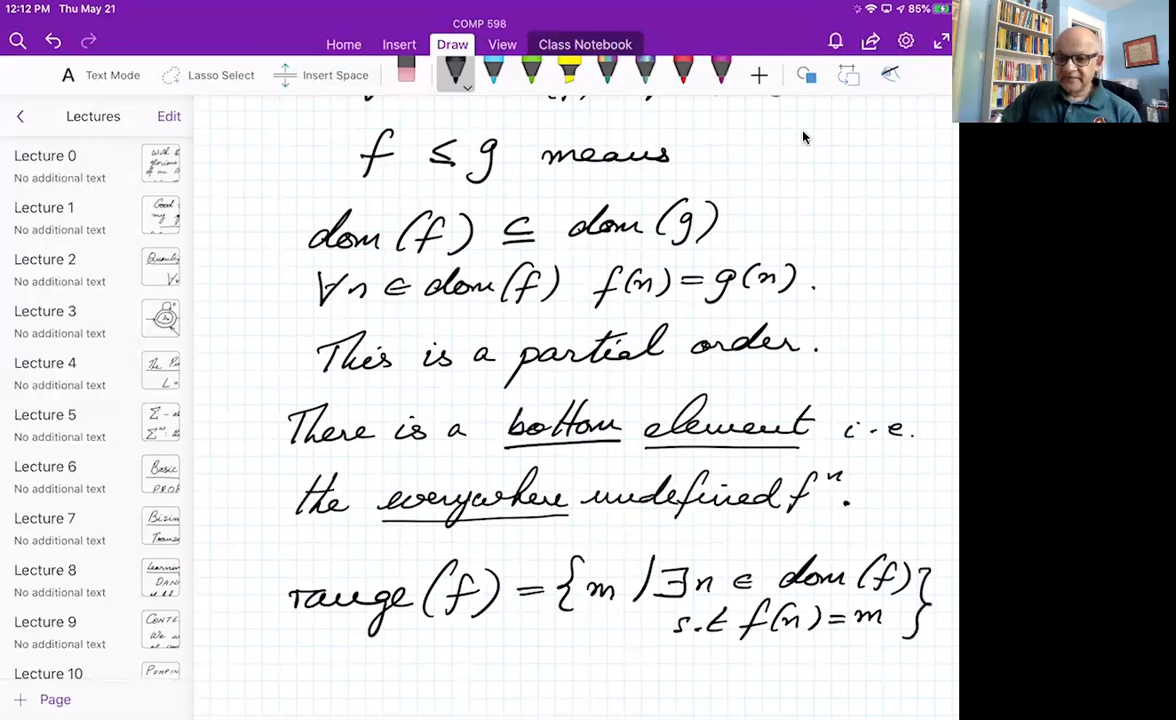 12:12 PM Thu May 21
85%
COMP 598
Home Insert Draw View Class Notebook
A Text Mode Lasso Select Insert Space
Lectures Edit
Lecture 0
No additional text
Lecture 1
No additional text
Lecture 2
No additional text
Lecture 3
No additional text
Lecture 4
No additional text
Lecture 5
No additional text
Lecture 6
No additional text
Lecture 7
No additional text
Lecture 8
No additional text
Lecture 9
No additional text
Lecture 10
+ Page
f ≤ g means
dom (f) ⊆ dom (g)
∀n ∈ dom (f) f(n) = g(n).
This is a partial order.
There is a bottom element i.e.
the everywhere undefined fⁿ.
range (f) = { m | ∃n ∈ dom (f)
s.t f(n) = m }